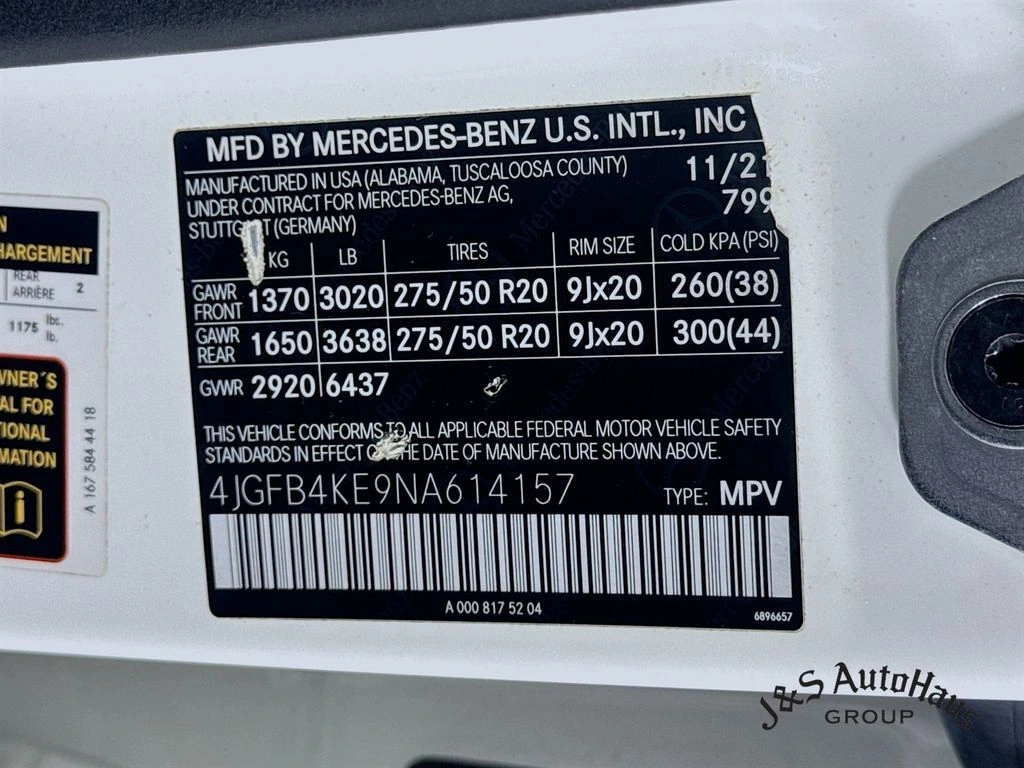 MFD BY MERCEDES-BENZ U.S. INTL., INC
MANUFACTURED IN USA (ALABAMA, TUSCALOOSA COUNTY) 11/21
UNDER CONTRACT FOR MERCEDES-BENZ AG, 799
(GERMANY)
KG LB TIRES RIM SIZE COLD KPA (PSI)
GAWR FRONT 1370 3020 275/50 R20 9Jx20 260(38)
GAWR REAR 1650 3638 275/50 R20 9Jx20 300(44)
GVWR 2920 6437
THIS VEHICLE CONFORMS TO ALL APPLICABLE FEDERAL MOTOR VEHICLE SAFETY
STANDARDS IN EFFECT THE DATE OF MANUFACTURE SHOWN ABOVE.
4JGFB4KE9NA614157 TYPE: MPV
A 000 817 52 04
6896657
REAR
ARRIÈRE 2
1175 lbs.
lb.
A 167 584 44 18
J&S AutoHaus
GROUP